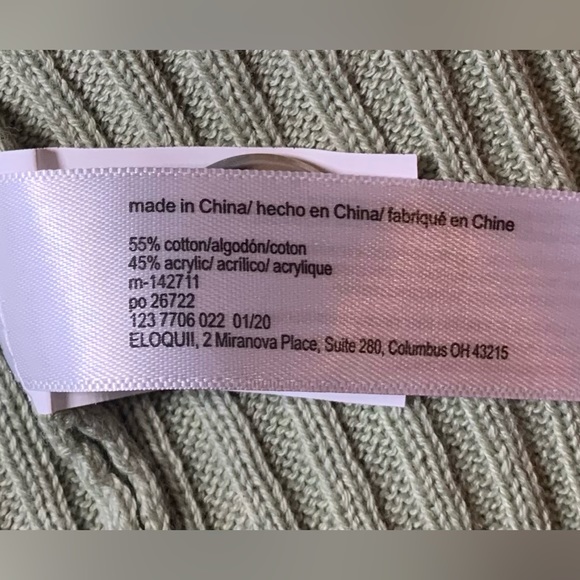 made in China/ hecho en China/ fabriqué en Chine
55% cotton/algodón/coton
45% acrylic/ acrílico/ acrylique
m-142711
po 26722
123 7706 022 01/20
ELOQUII, 2 Miranova Place, Suite 280, Columbus OH 43215